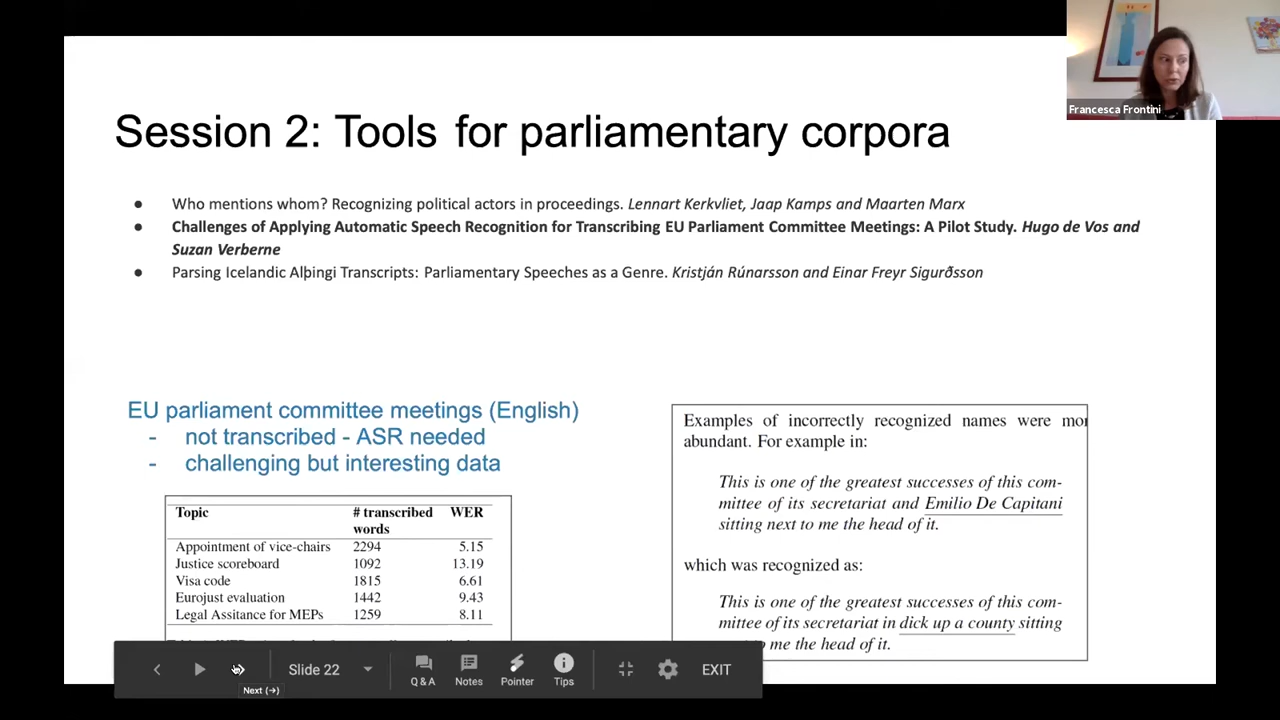 Francesca Frontini
Session 2: Tools for parliamentary corpora
● Who mentions whom? Recognizing political actors in proceedings. Lennart Kerkvliet, Jaap Kamps and Maarten Marx
● Challenges of Applying Automatic Speech Recognition for Transcribing EU Parliament Committee Meetings: A Pilot Study. Hugo de Vos and
Suzan Verberne
● Parsing Icelandic Alþingi Transcripts: Parliamentary Speeches as a Genre. Kristján Rúnarsson and Einar Freyr Sigurðsson
EU parliament committee meetings (English)
- not transcribed - ASR needed
- challenging but interesting data
Topic # transcribed WER
words
Appointment of vice-chairs 2294 5.15
Justice scoreboard 1092 13.19
Visa code 1815 6.61
Eurojust evaluation 1442 9.43
Legal Assitance for MEPs 1259 8.11
Examples of incorrectly recognized names were mor
abundant. For example in:
This is one of the greatest successes of this com-
mittee of its secretariat and Emilio De Capitani
sitting next to me the head of it.
which was recognized as:
This is one of the greatest successes of this com-
mittee of its secretariat in dick up a county sitting
to me the head of it.
Slide 22
Q & A
Notes
Pointer
Tips
EXIT
Next (→)